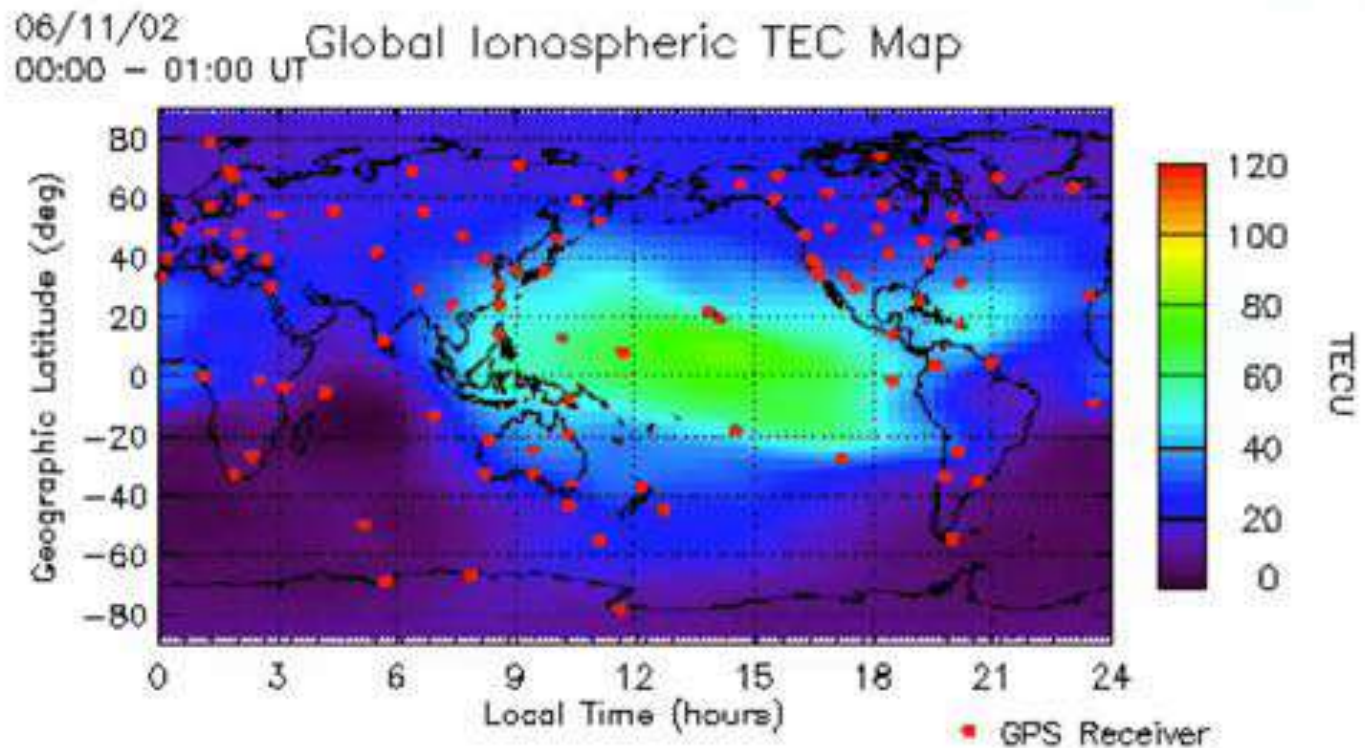 06/11/02
00:00 – 01:00 UT
Global Ionospheric TEC Map
Geographic Latitude (deg)
80
60
40
20
0
−20
−40
−60
−80
0 3 6 9 12 15 18 21 24
Local Time (hours)
120
100
80
60
40
20
0
TECU
GPS Receiver